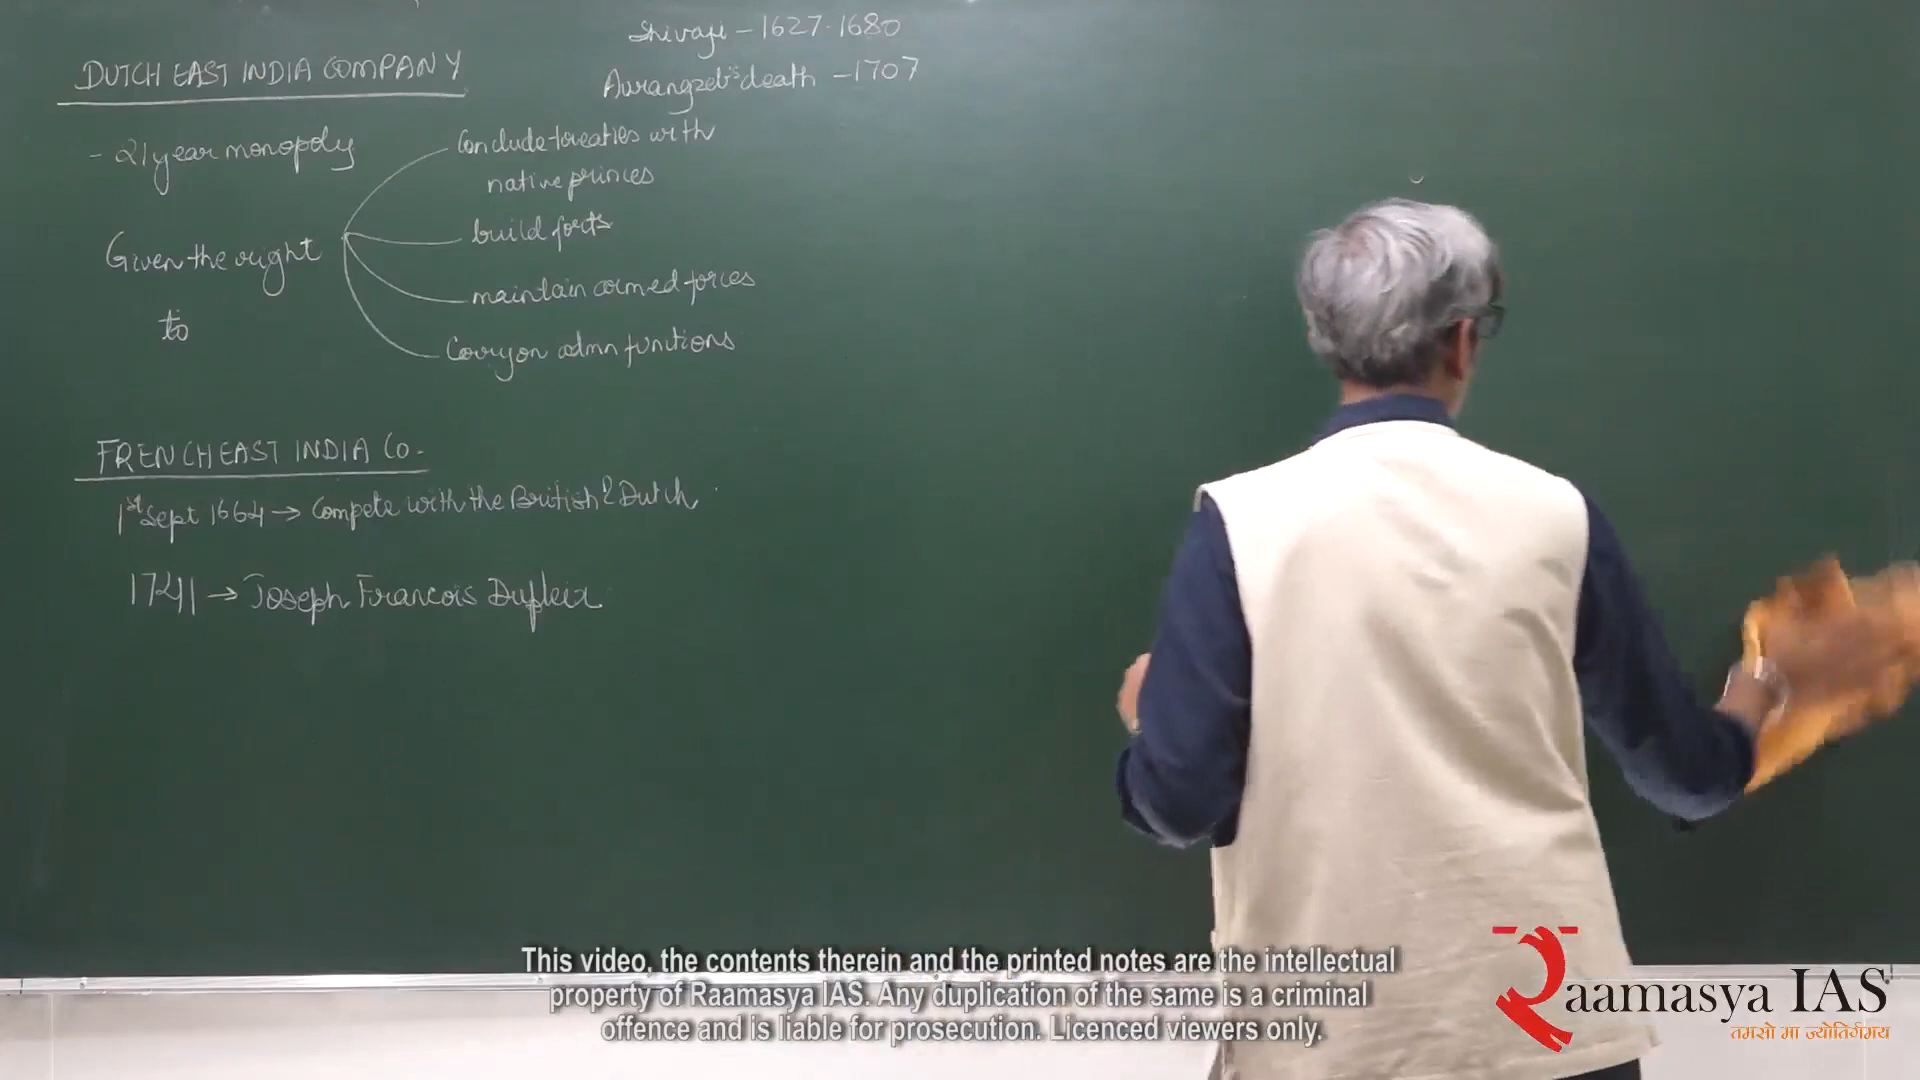 Shivaji - 1627-1680
Aurangzeb's death - 1707
DUTCH EAST INDIA COMPANY
- 21 year monopoly
Given the right
to
Conclude treaties with
native princes
build forts
maintain armed forces
Carry on admn functions
FRENCH EAST INDIA Co.
1st Sept 1664 → Compete with the British & Dutch
1741 → Joseph Francois Dupleix
This video, the contents therein and the printed notes are the intellectual
property of Raamasya IAS. Any duplication of the same is a criminal
offence and is liable for prosecution. Licenced viewers only.
Raamasya IAS
तमसो मा ज्योतिर्गमय